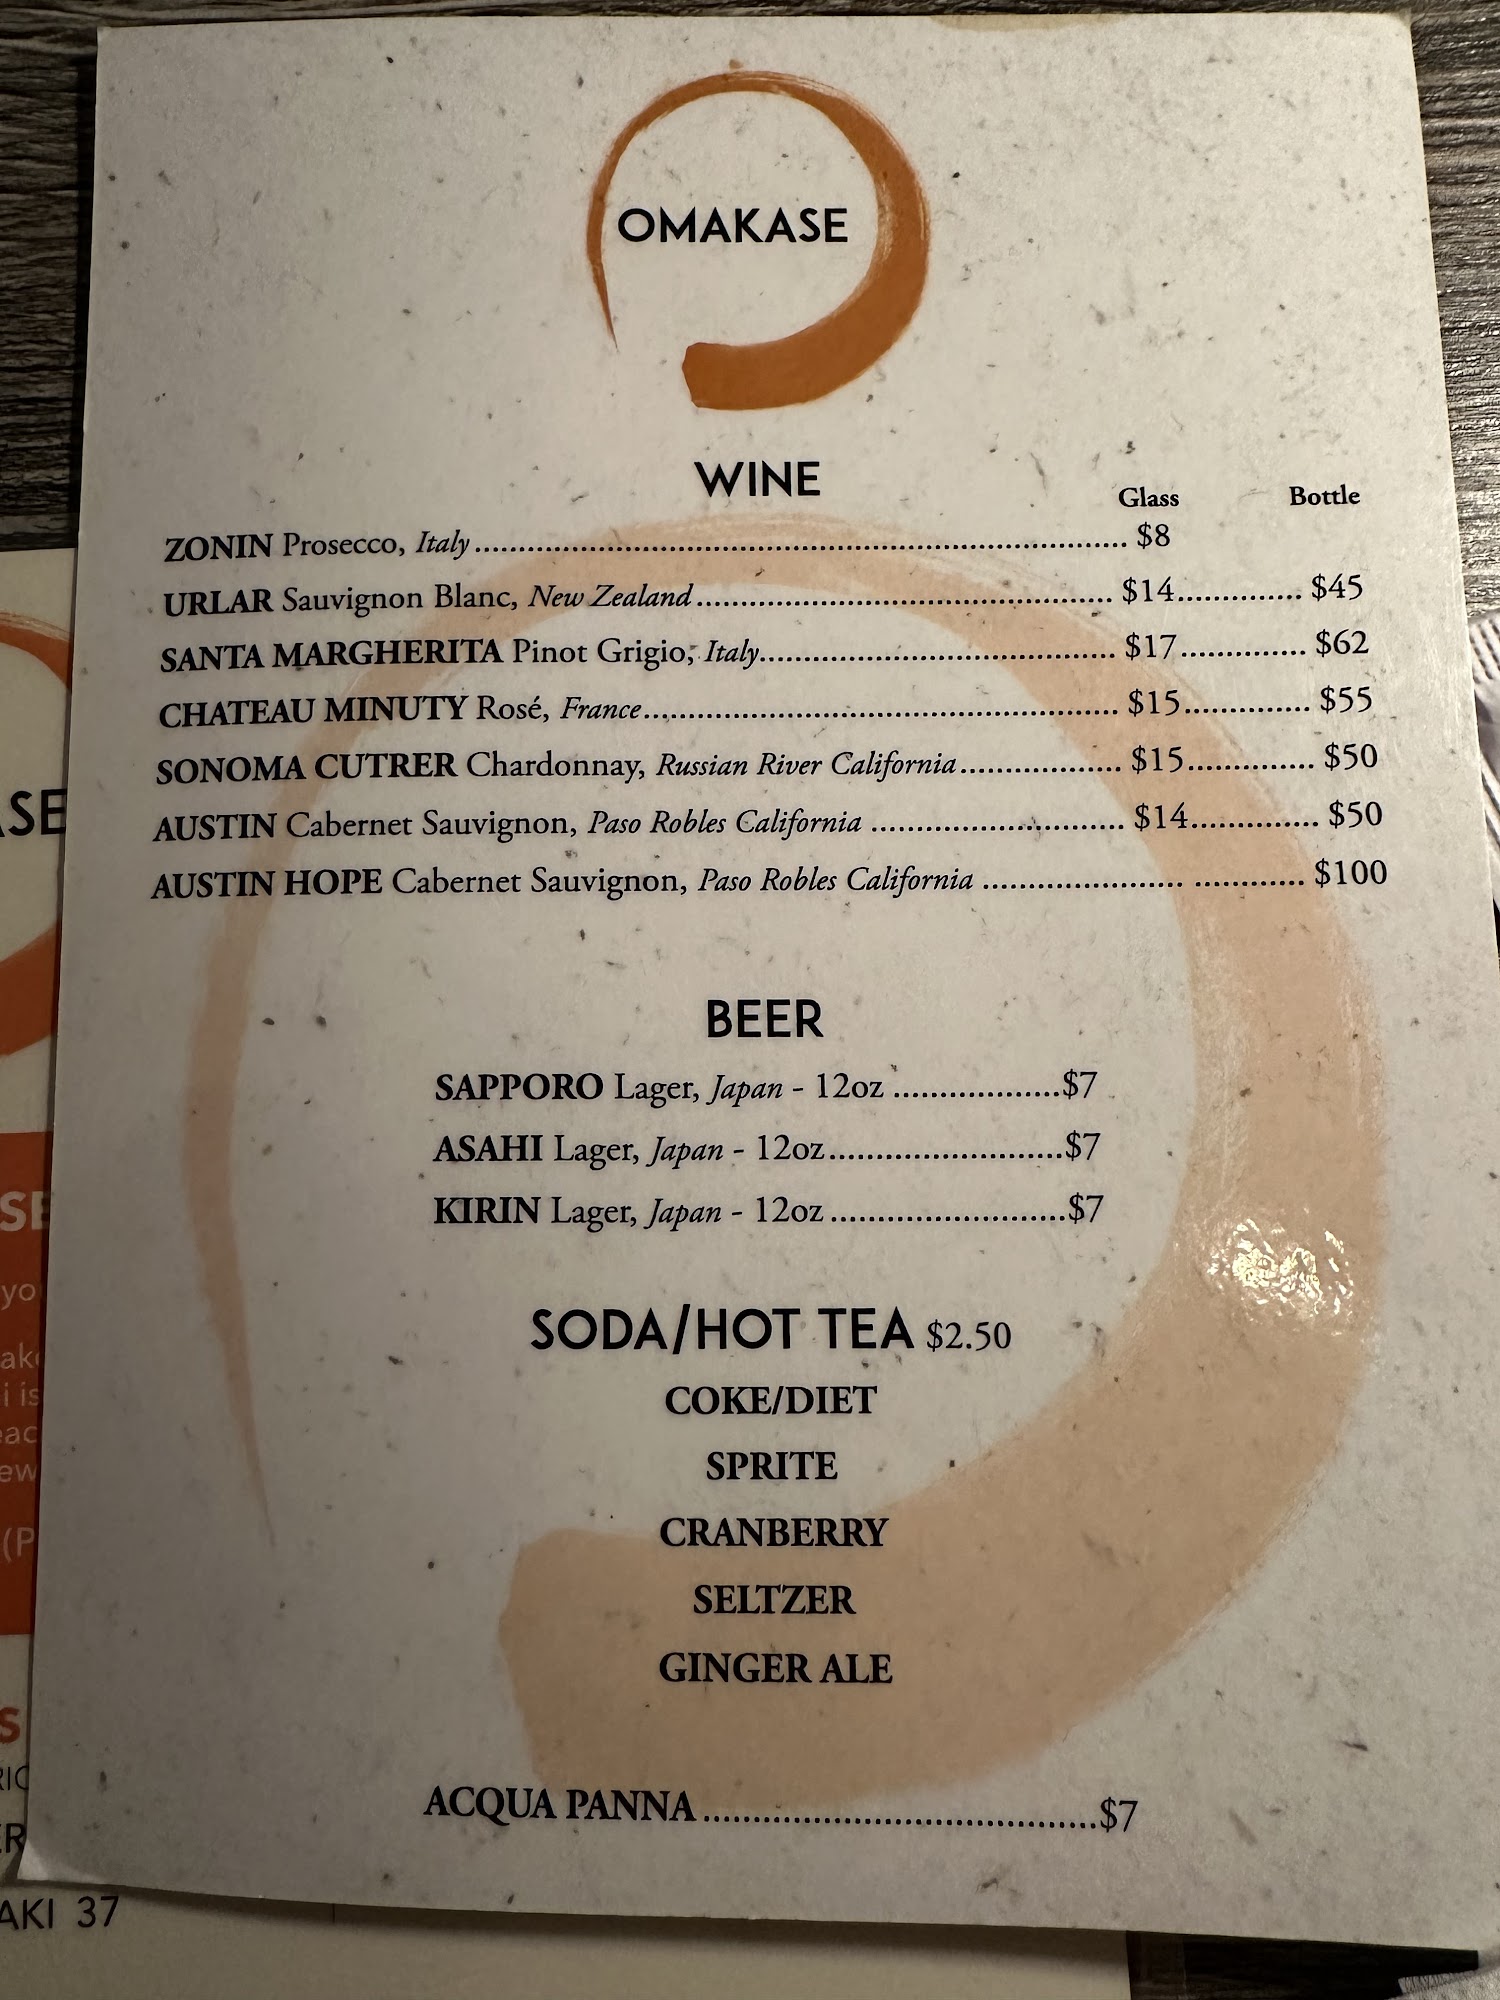 OMAKASE
WINE
Glass Bottle
ZONIN Prosecco, Italy.......... $8
URLAR Sauvignon Blanc, New Zealand.......... $14.......... $45
SANTA MARGHERITA Pinot Grigio, Italy.......... $17.......... $62
CHATEAU MINUTY Rosé, France.......... $15.......... $55
SONOMA CUTRER Chardonnay, Russian River California.......... $15.......... $50
AUSTIN Cabernet Sauvignon, Paso Robles California .......... $14.......... $50
AUSTIN HOPE Cabernet Sauvignon, Paso Robles California .......... .......... $100
BEER
SAPPORO Lager, Japan - 12oz ..........$7
ASAHI Lager, Japan - 12oz..........$7
KIRIN Lager, Japan - 12oz..........$7
SODA/HOT TEA $2.50
COKE/DIET
SPRITE
CRANBERRY
SELTZER
GINGER ALE
ACQUA PANNA..........$7
AKI 37